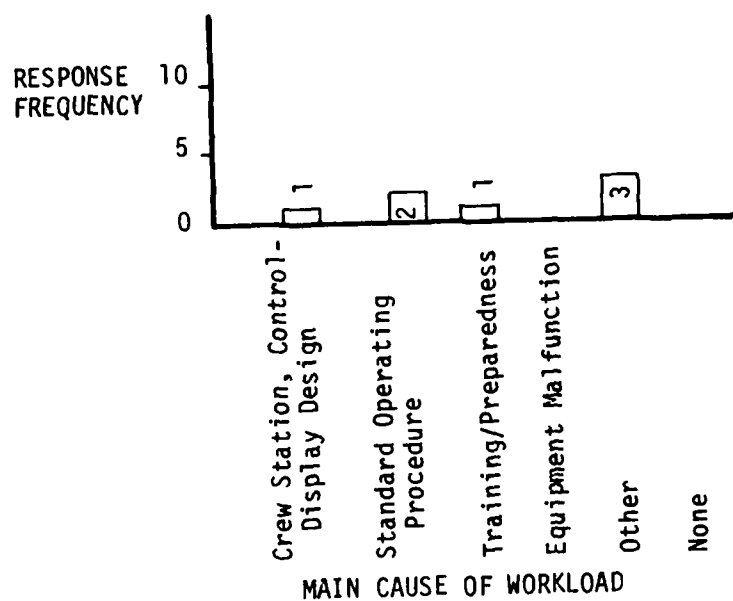 RESPONSE
FREQUENCY
10
5
0
1
2
1
3
Crew Station, Control-
Display Design
Standard Operating
Procedure
Training/Preparedness
Equipment Malfunction
Other
None
MAIN CAUSE OF WORKLOAD